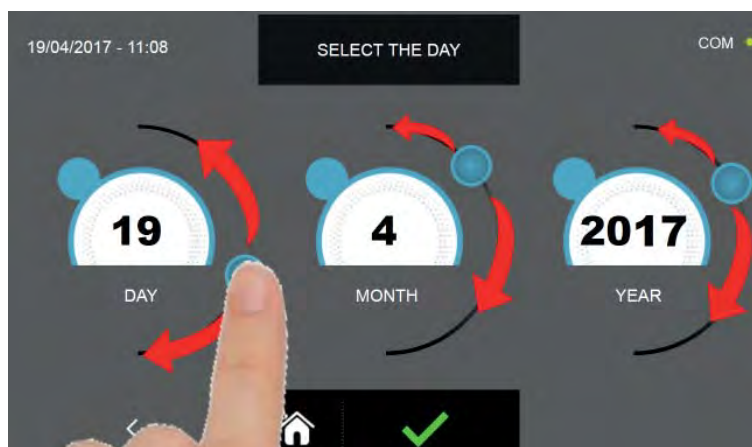 19/04/2017 - 11:08
SELECT THE DAY
COM
19
4
2017
DAY
MONTH
YEAR